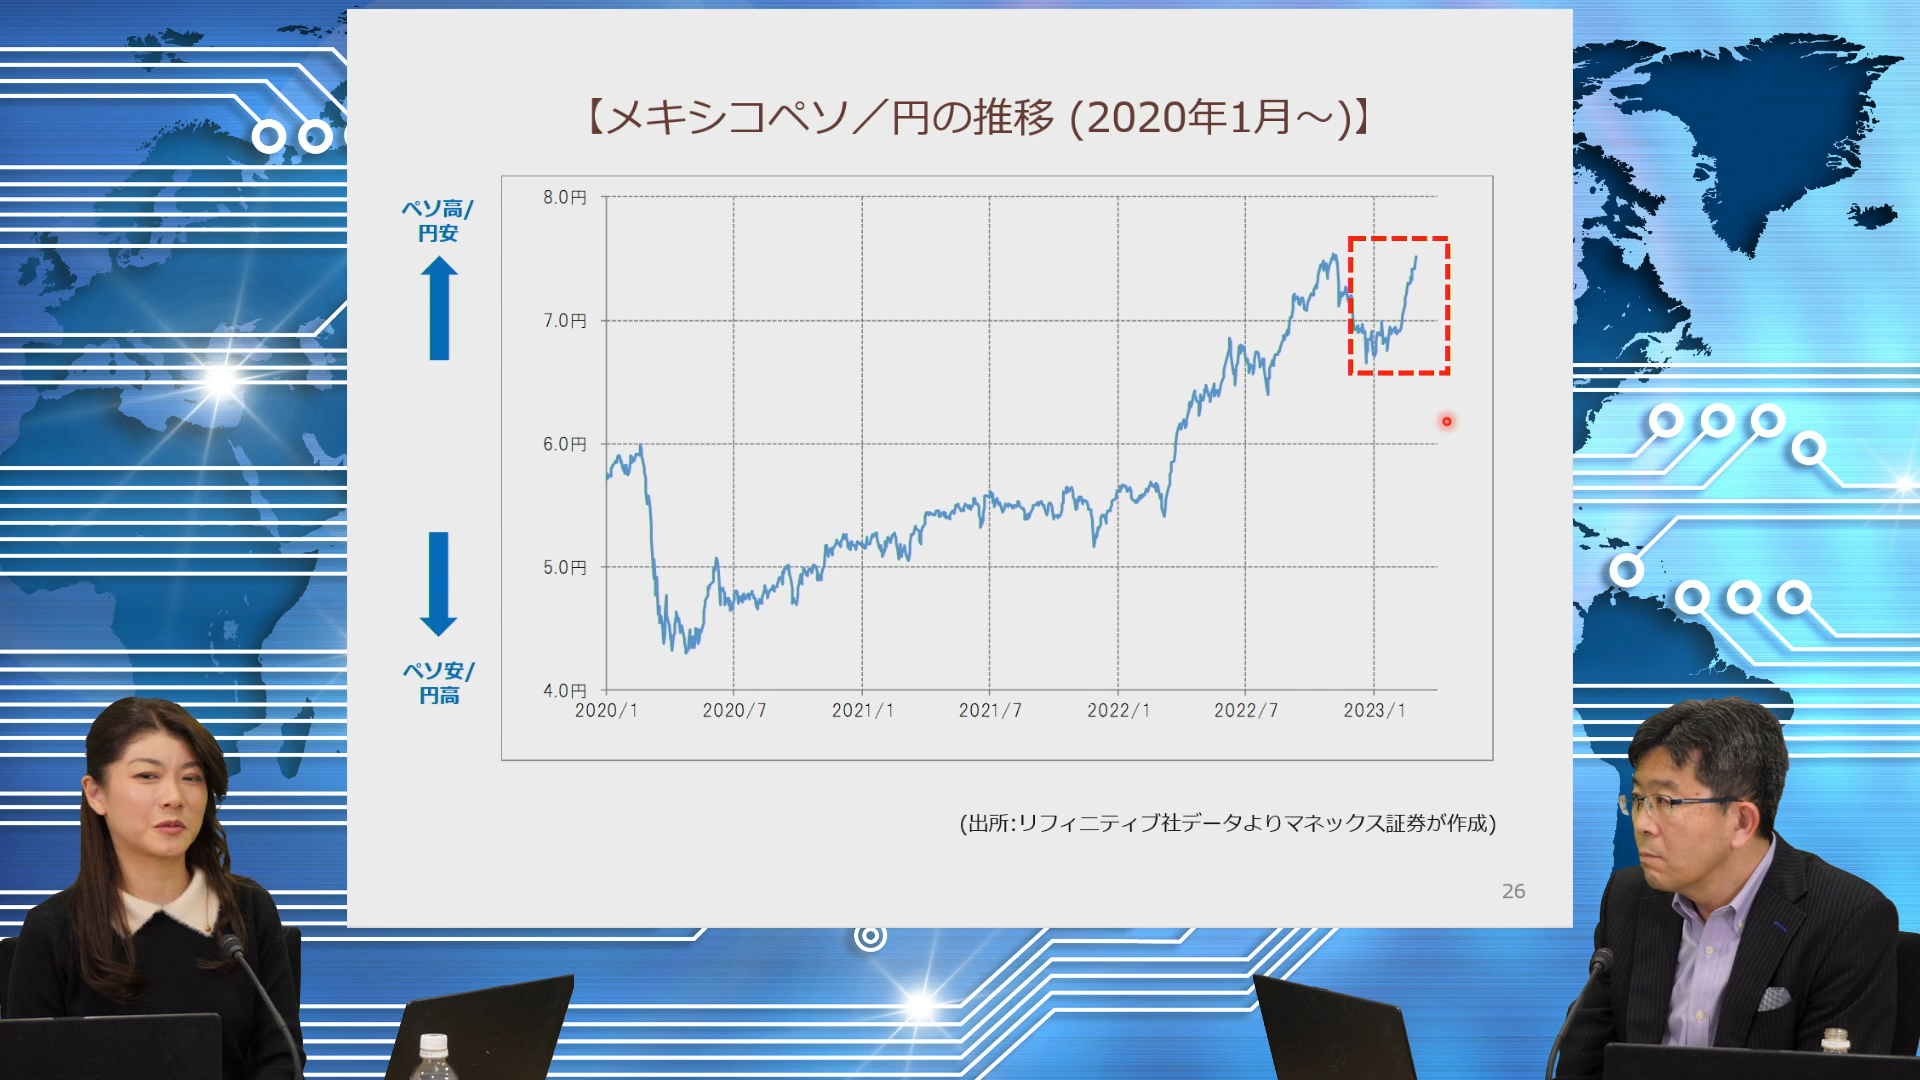 【メキシコペソ／円の推移 (2020年1月～)】
ペソ高/
円安
ペソ安/
円高
8.0円
7.0円
6.0円
5.0円
4.0円
2020/1
2020/7
2021/1
2021/7
2022/1
2022/7
2023/1
(出所:リフィニティブ社データよりマネックス証券が作成)
26